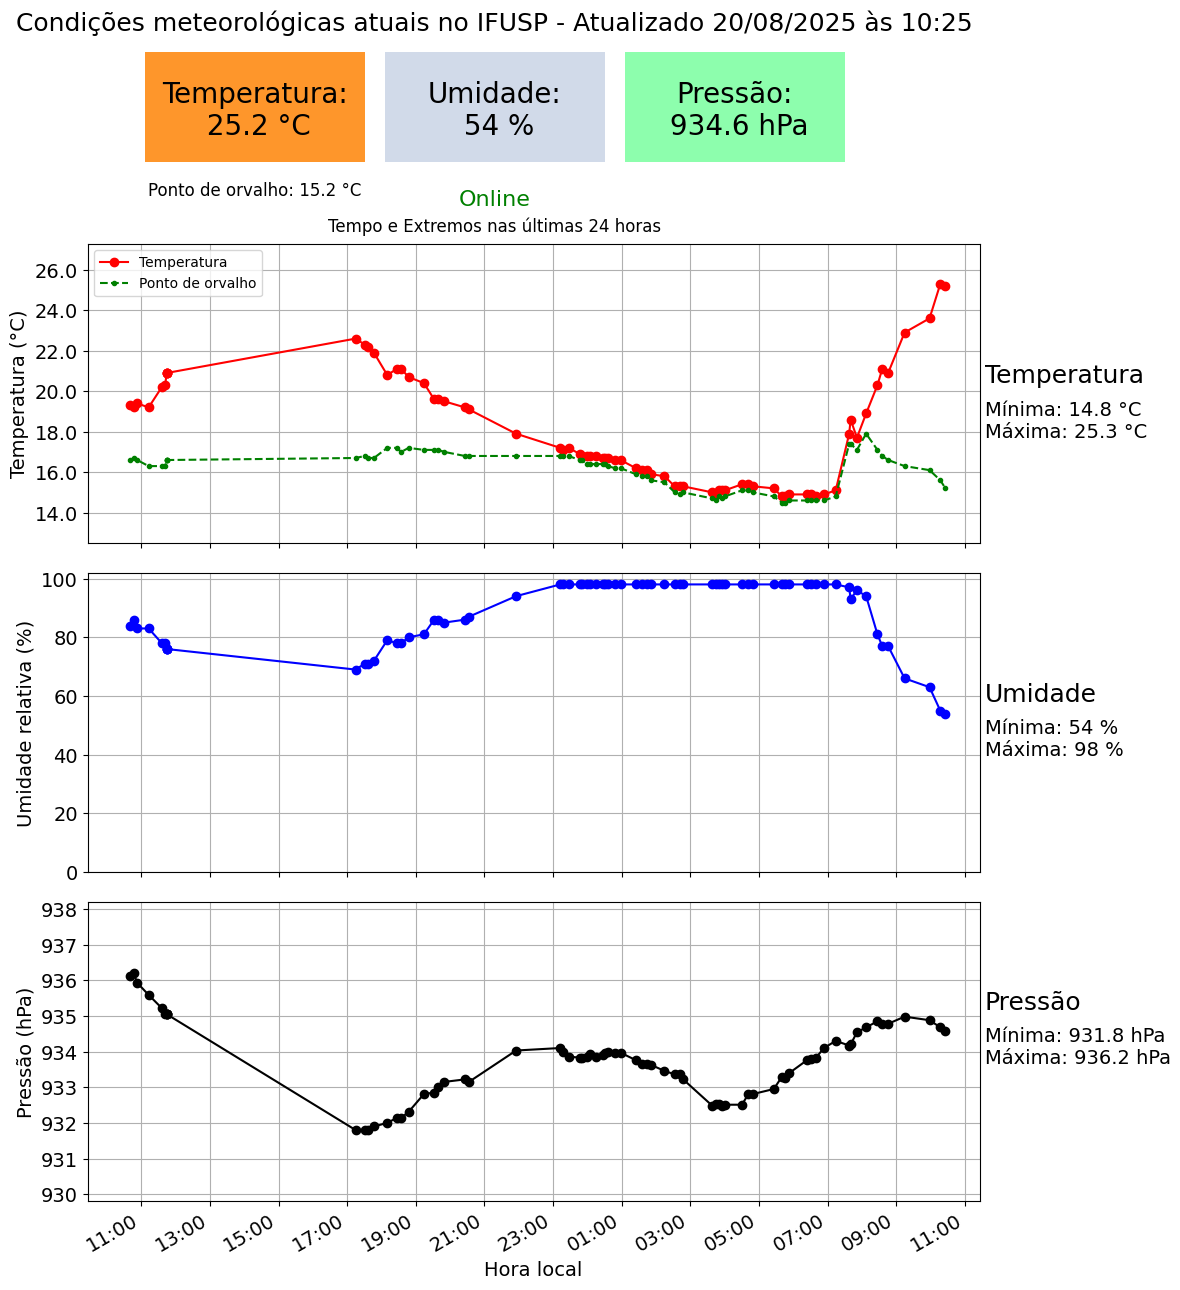 Condições meteorológicas atuais no IFUSP - Atualizado 20/08/2025 às 10:25
Temperatura:
25.2 °C
Umidade:
54 %
Pressão:
934.6 hPa
Ponto de orvalho: 15.2 °C
Online
Tempo e Extremos nas últimas 24 horas
Temperatura
Ponto de orvalho
Temperatura (°C)
26.0
24.0
22.0
20.0
18.0
16.0
14.0
Temperatura
Mínima: 14.8 °C
Máxima: 25.3 °C
Umidade relativa (%)
100
80
60
40
20
0
Umidade
Mínima: 54 %
Máxima: 98 %
Pressão (hPa)
938
937
936
935
934
933
932
931
930
Pressão
Mínima: 931.8 hPa
Máxima: 936.2 hPa
11:00 13:00 15:00 17:00 19:00 21:00 23:00 01:00 03:00 05:00 07:00 09:00 11:00
Hora local